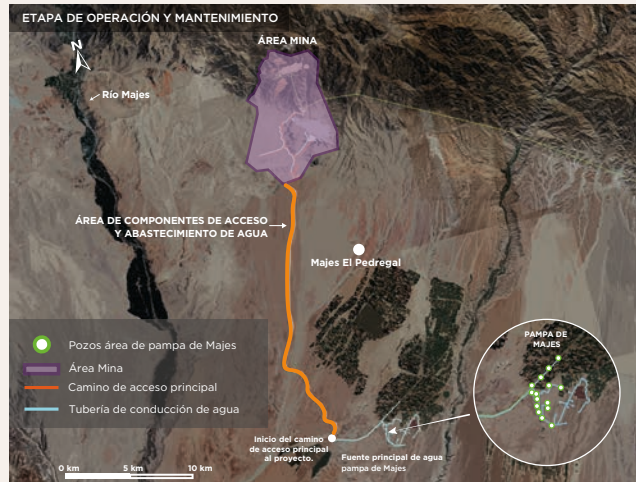 ETAPA DE OPERACIÓN Y MANTENIMIENTO
N
ÁREA MINA
Río Majes
ÁREA DE COMPONENTES DE ACCESO
Y ABASTECIMIENTO DE AGUA
Majes El Pedregal
Pozos área de pampa de Majes
Área Mina
Camino de acceso principal
Tubería de conducción de agua
0 km
5 km
10 km
Inicio del camino
de acceso principal
al proyecto.
Fuente principal de agua
pampa de Majes
PAMPA DE
MAJES